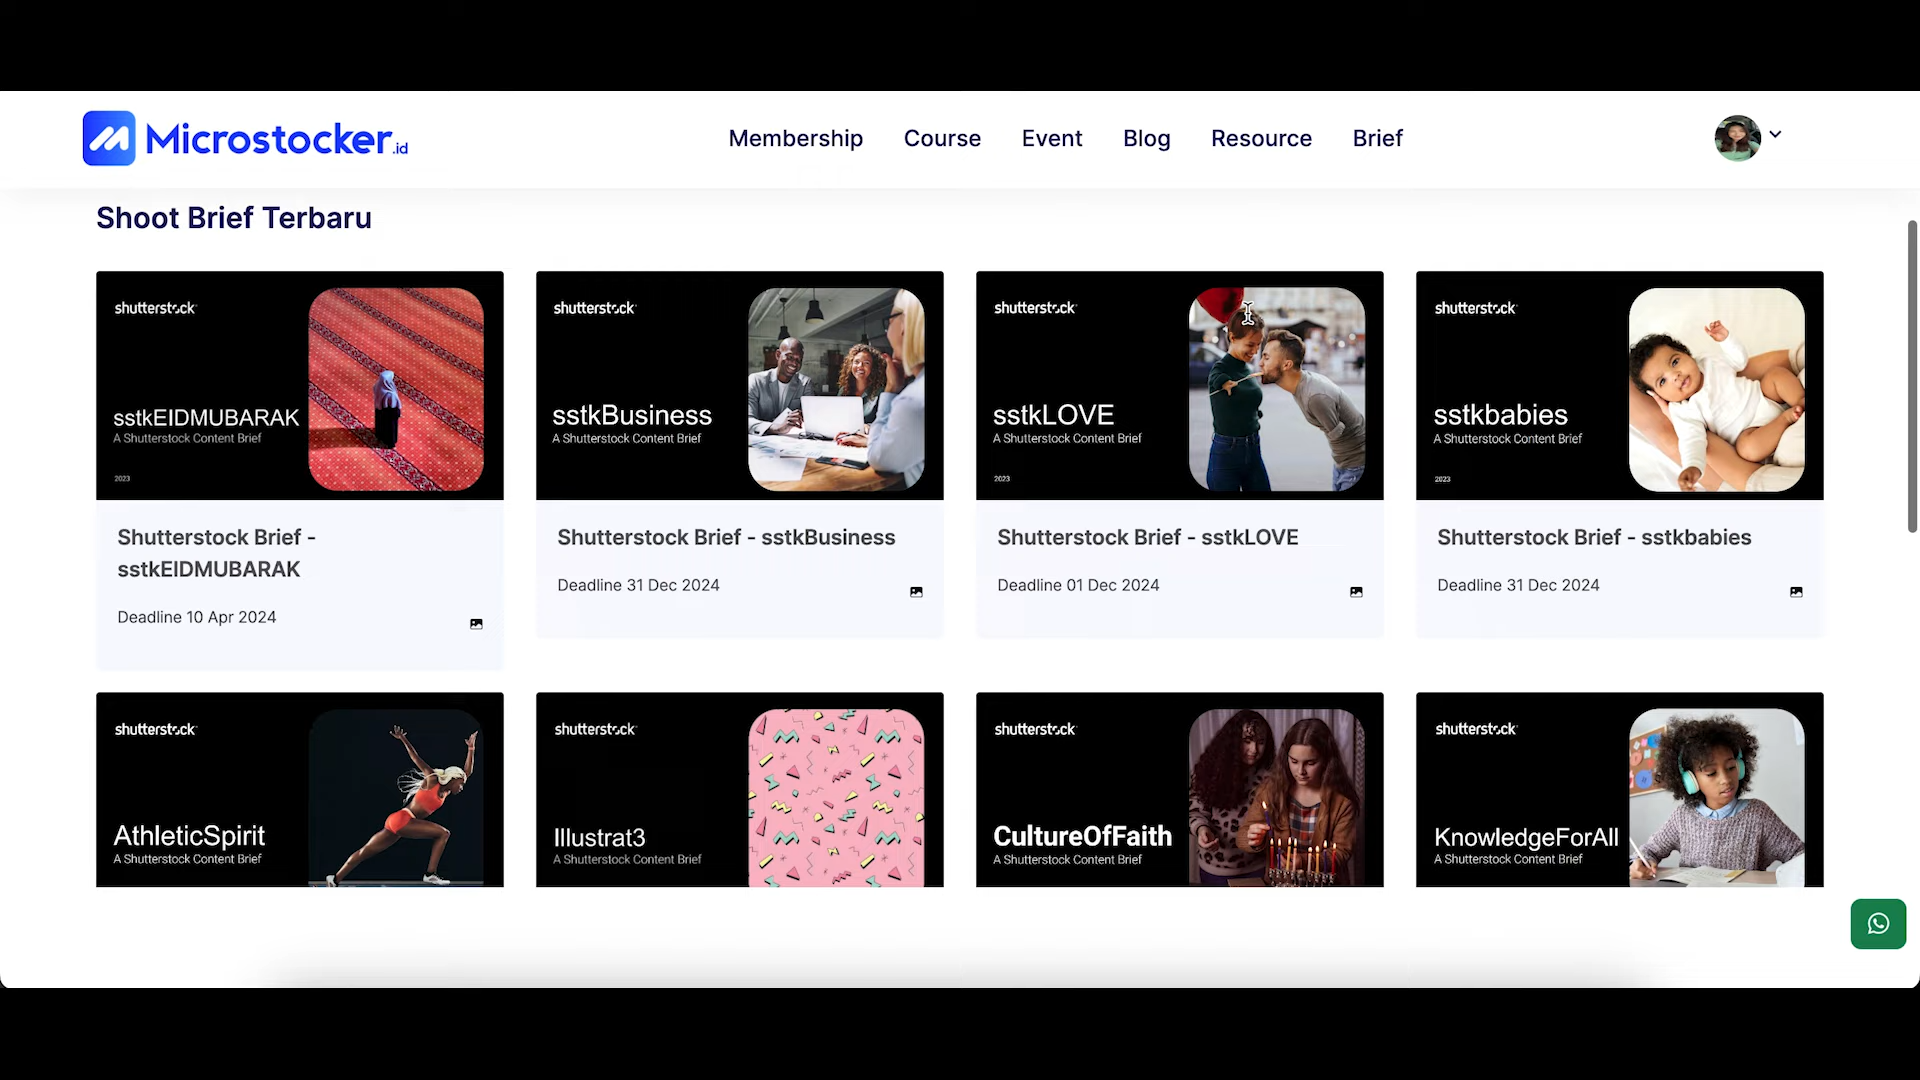 Microstocker.id
Membership Course Event Blog Resource Brief
Shoot Brief Terbaru
shutterstock
sstkEIDMUBARAK
A Shutterstock Content Brief
2023
shutterstock
sstkBusiness
A Shutterstock Content Brief
shutterstock
sstkLOVE
A Shutterstock Content Brief
2023
shutterstock
sstkbabies
A Shutterstock Content Brief
2023
Shutterstock Brief -
sstkEIDMUBARAK
Deadline 10 Apr 2024
Shutterstock Brief - sstkBusiness
Deadline 31 Dec 2024
Shutterstock Brief - sstkLOVE
Deadline 01 Dec 2024
Shutterstock Brief - sstkbabies
Deadline 31 Dec 2024
shutterstock
AthleticSpirit
A Shutterstock Content Brief
shutterstock
Illustrat3
A Shutterstock Content Brief
shutterstock
CultureOfFaith
A Shutterstock Content Brief
shutterstock
KnowledgeForAll
A Shutterstock Content Brief